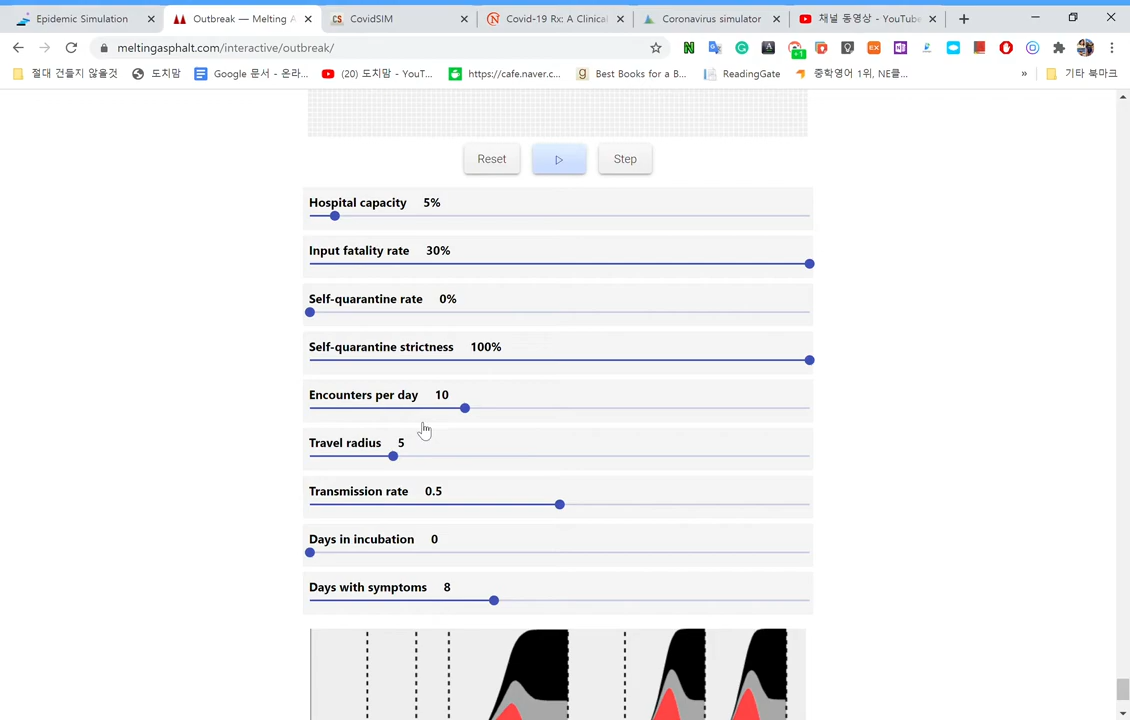 Epidemic Simulation
Outbreak — Melting A
CS CovidSIM
Covid-19 Rx: A Clinical
Coronavirus simulator
채널 동영상 - YouTube
meltingasphalt.com/interactive/outbreak/
절대 건들지 않을것
도치맘
Google 문서 - 온라...
(20) 도치맘 - YouT...
https://cafe.naver.c...
Best Books for a B...
ReadingGate
중학영어 1위, NE클...
»
기타 북마크
Reset
Step
Hospital capacity 5%
Input fatality rate 30%
Self-quarantine rate 0%
Self-quarantine strictness 100%
Encounters per day 10
Travel radius 5
Transmission rate 0.5
Days in incubation 0
Days with symptoms 8